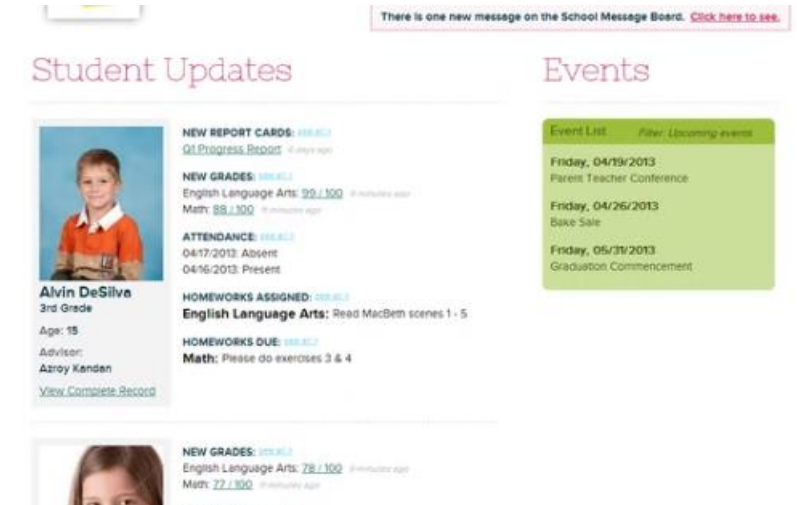 There is one new message on the School Message Board. Click here to see.
Student Updates
Events
NEW REPORT CARDS:
Q1 Progress Report
NEW GRADES:
English Language Arts: 99 / 100
Math: 88 / 100
ATTENDANCE:
04/17/2013: Absent
04/16/2013: Present
HOMEWORKS ASSIGNED:
English Language Arts: Read MacBeth scenes 1 - 5
HOMEWORKS DUE:
Math: Please do exercises 3 & 4
Alvin DeSilva
3rd Grade
Age: 15
Advisor:
Azroy Kandan
View Complete Record
Event List Filter: Upcoming events
Friday, 04/19/2013
Parent Teacher Conference
Friday, 04/26/2013
Bake Sale
Friday, 05/31/2013
Graduation Commencement
NEW GRADES:
English Language Arts: 78 / 100
Math: 77 / 100